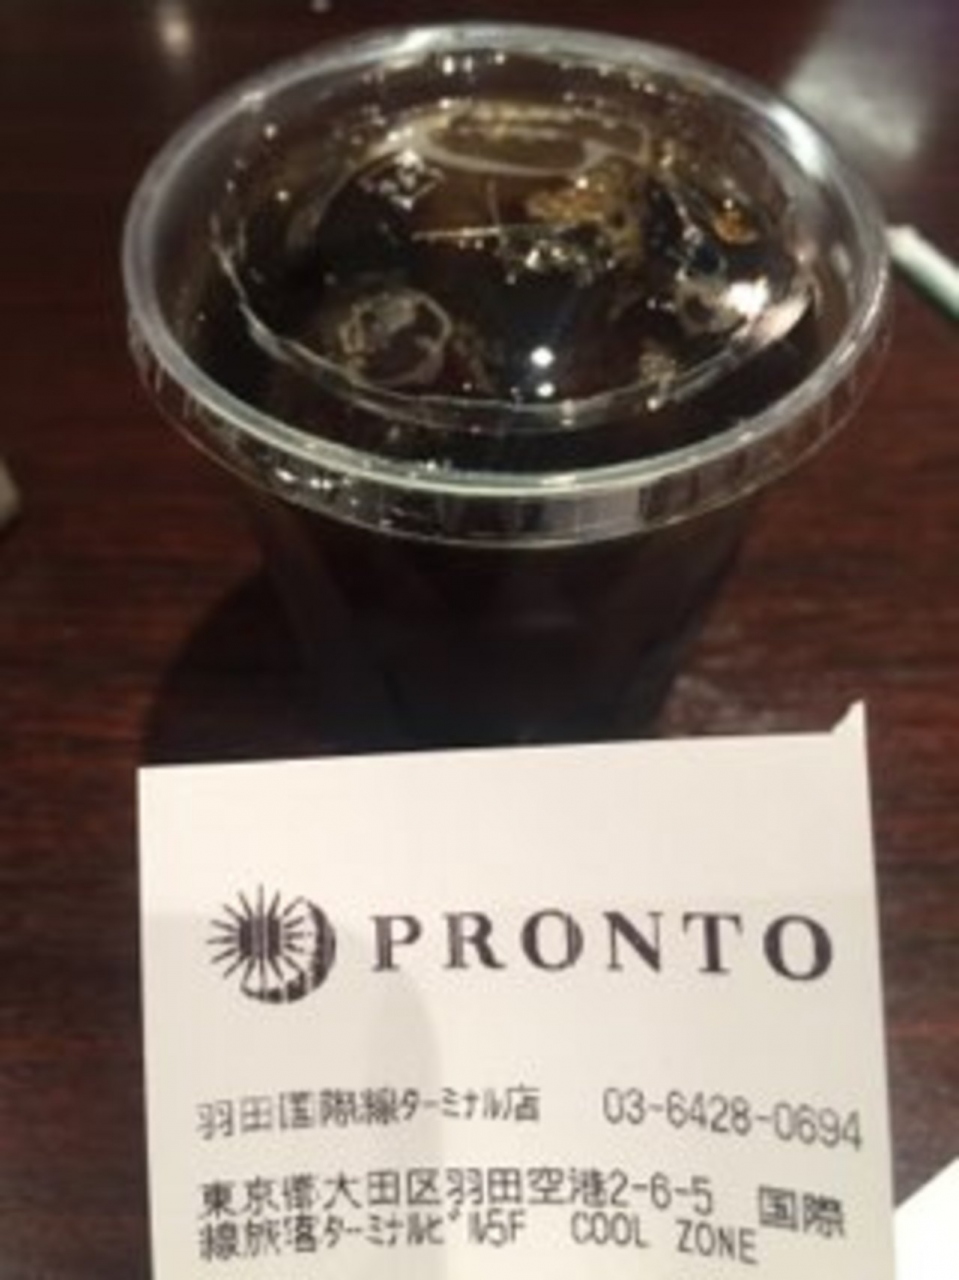 PRONTO
羽田国際線ターミナル店 03-6428-0694
東京都大田区羽田空港2-6-5 国際
線旅客ターミナルビル5F COOL ZONE